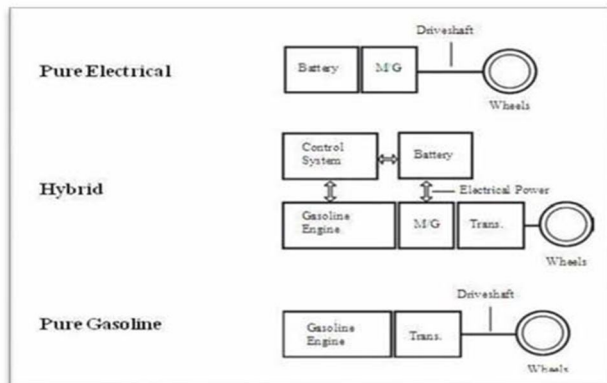 Driveshaft
Pure Electrical
Battery
M/G
Wheels
Control
System
Battery
Hybrid
Electrical Power
Gasoline
Engine
M/G
Trans.
Wheels
Driveshaft
Pure Gasoline
Gasoline
Engine
Trans.
Wheels